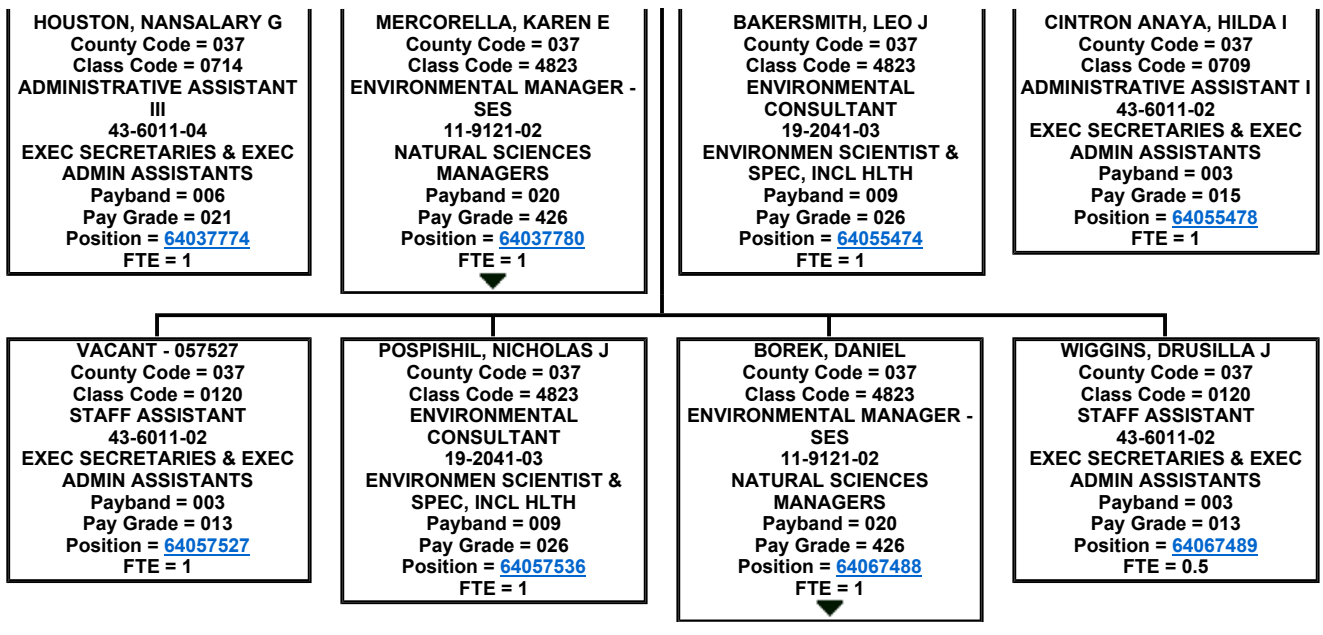 HOUSTON, NANSALARY G
County Code = 037
Class Code = 0714
ADMINISTRATIVE ASSISTANT
III
43-6011-04
EXEC SECRETARIES & EXEC
ADMIN ASSISTANTS
Payband = 006
Pay Grade = 021
Position = 64037774
FTE = 1
MERCORELLA, KAREN E
County Code = 037
Class Code = 4823
ENVIRONMENTAL MANAGER -
SES
11-9121-02
NATURAL SCIENCES
MANAGERS
Payband = 020
Pay Grade = 426
Position = 64037780
FTE = 1
BAKERSMITH, LEO J
County Code = 037
Class Code = 4823
ENVIRONMENTAL
CONSULTANT
19-2041-03
ENVIRONMEN SCIENTIST &
SPEC, INCL HLTH
Payband = 009
Pay Grade = 026
Position = 64055474
FTE = 1
CINTRON ANAYA, HILDA I
County Code = 037
Class Code = 0709
ADMINISTRATIVE ASSISTANT I
43-6011-02
EXEC SECRETARIES & EXEC
ADMIN ASSISTANTS
Payband = 003
Pay Grade = 015
Position = 64055478
FTE = 1
VACANT - 057527
County Code = 037
Class Code = 0120
STAFF ASSISTANT
43-6011-02
EXEC SECRETARIES & EXEC
ADMIN ASSISTANTS
Payband = 003
Pay Grade = 013
Position = 64057527
FTE = 1
POSPISHIL, NICHOLAS J
County Code = 037
Class Code = 4823
ENVIRONMENTAL
CONSULTANT
19-2041-03
ENVIRONMEN SCIENTIST &
SPEC, INCL HLTH
Payband = 009
Pay Grade = 026
Position = 64057536
FTE = 1
BOREK, DANIEL
County Code = 037
Class Code = 4823
ENVIRONMENTAL MANAGER -
SES
11-9121-02
NATURAL SCIENCES
MANAGERS
Payband = 020
Pay Grade = 426
Position = 64067488
FTE = 1
WIGGINS, DRUSILLA J
County Code = 037
Class Code = 0120
STAFF ASSISTANT
43-6011-02
EXEC SECRETARIES & EXEC
ADMIN ASSISTANTS
Payband = 003
Pay Grade = 013
Position = 64067489
FTE = 0.5